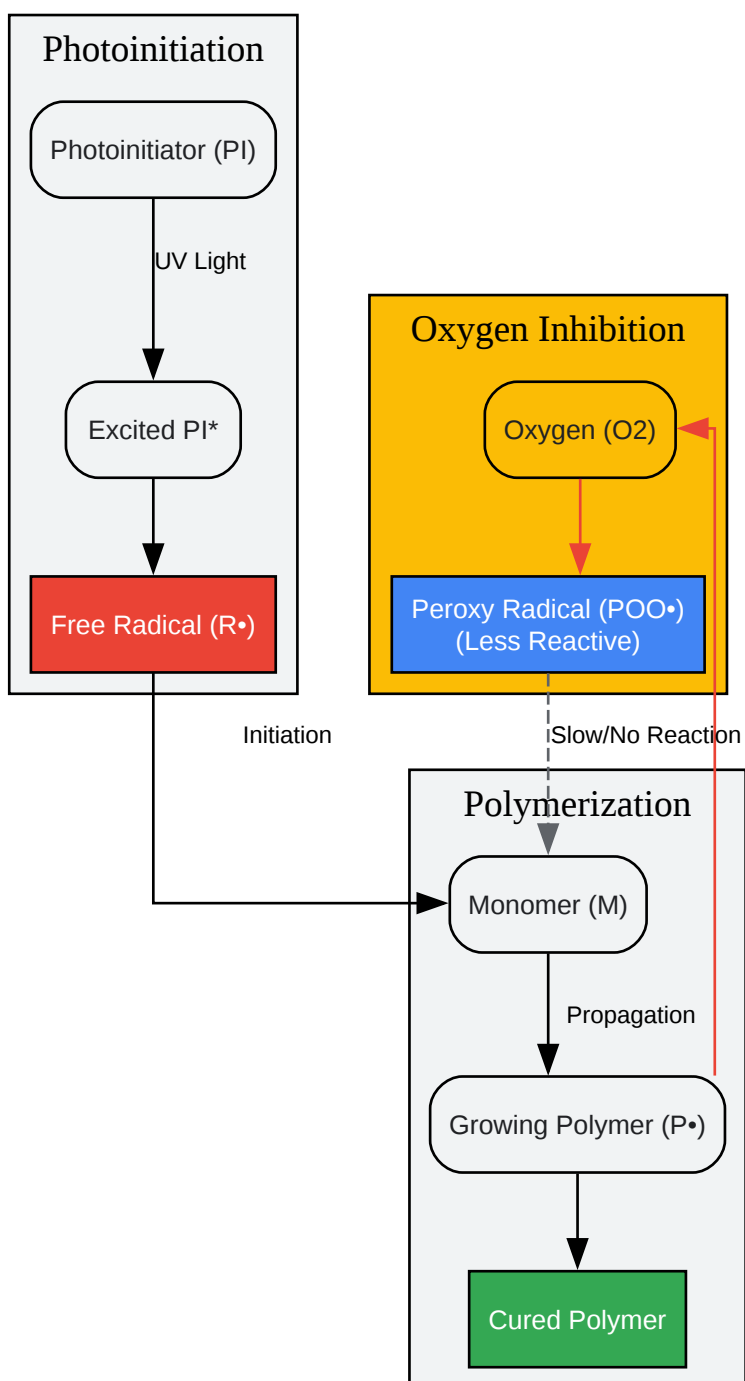 Photoinitiation
Photoinitiator (PI)
UV Light
Excited PI*
Free Radical (R•)
Initiation
Oxygen Inhibition
Oxygen (O2)
Peroxy Radical (POO•)
(Less Reactive)
Slow/No Reaction
Polymerization
Monomer (M)
Propagation
Growing Polymer (P•)
Cured Polymer